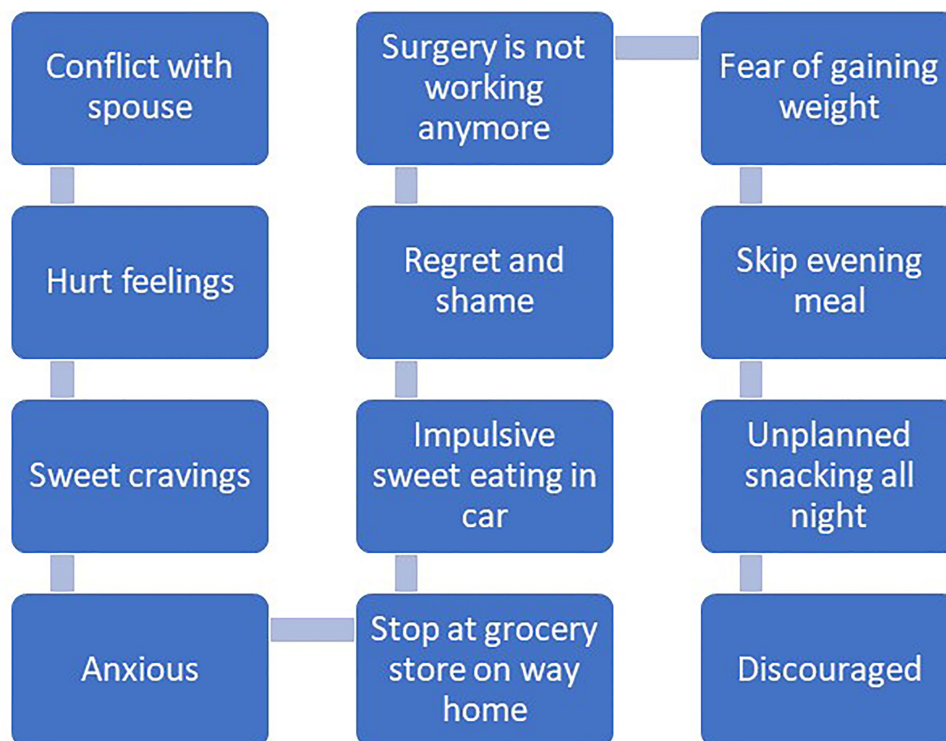 Conflict with
spouse
Hurt feelings
Sweet cravings
Anxious
Stop at grocery
store on way
home
Impulsive
sweet eating in
car
Regret and
shame
Surgery is not
working
anymore
Fear of gaining
weight
Skip evening
meal
Unplanned
snacking all
night
Discouraged